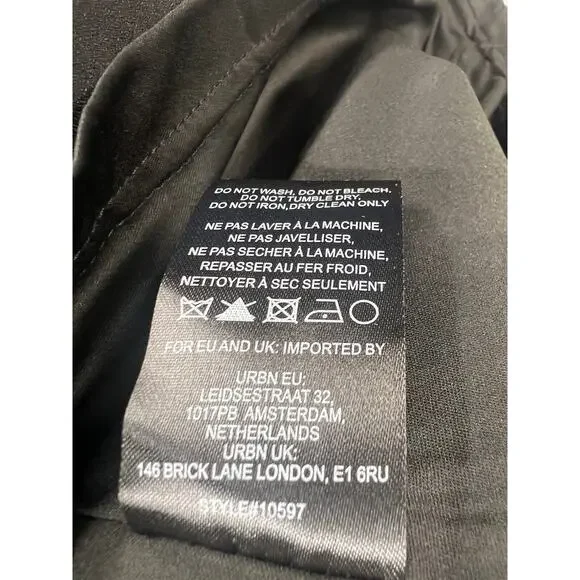 DO NOT WASH, DO NOT BLEACH.
DO NOT TUMBLE DRY.
DO NOT IRON,DRY CLEAN ONLY
NE PAS LAVER À LA MACHINE,
NE PAS JAVELLISER,
NE PAS SECHER À LA MACHINE,
REPASSER AU FER FROID,
NETTOYER À SEC SEULEMENT
FOR EU AND UK: IMPORTED BY
URBN EU:
LEIDSESTRAAT 32,
1017PB AMSTERDAM,
NETHERLANDS
URBN UK:
146 BRICK LANE LONDON, E1 6RU
STYLE#10597